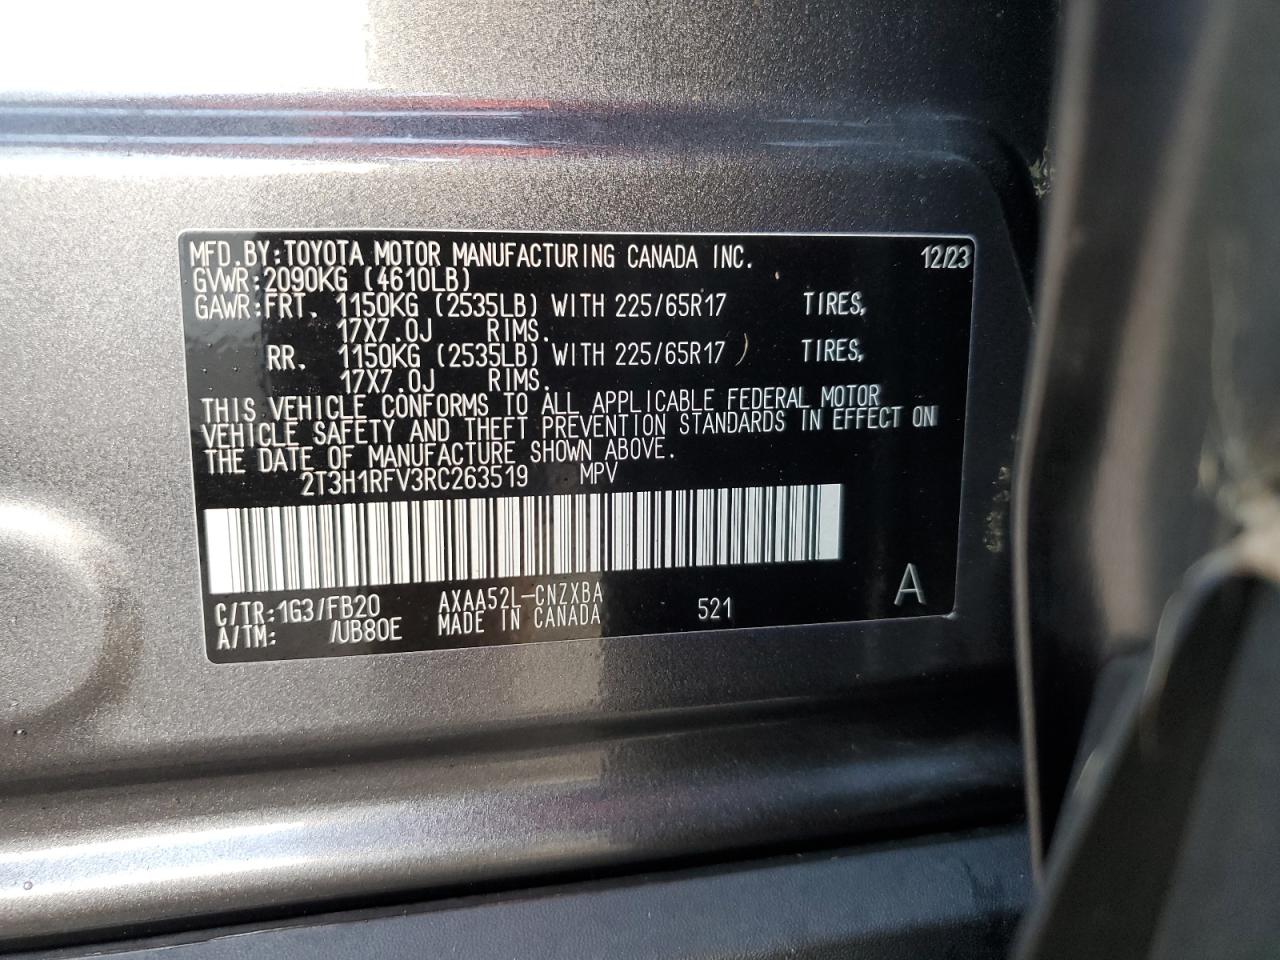 MFD.BY:TOYOTA MOTOR MANUFACTURING CANADA INC. 12/23
GVWR:2090KG (4610LB)
GAWR:FRT. 1150KG (2535LB) WITH 225/65R17 TIRES,
17X7.0J RIMS.
RR. 1150KG (2535LB) WITH 225/65R17 TIRES,
17X7.0J RIMS.
THIS VEHICLE CONFORMS TO ALL APPLICABLE FEDERAL MOTOR
VEHICLE SAFETY AND THEFT PREVENTION STANDARDS IN EFFECT ON
THE DATE OF MANUFACTURE SHOWN ABOVE.
2T3H1RFV3RC263519 MPV
C/TR:1G3/FB20 AXAA52L-CNZXBA 521 A
A/TM: /UB80E MADE IN CANADA